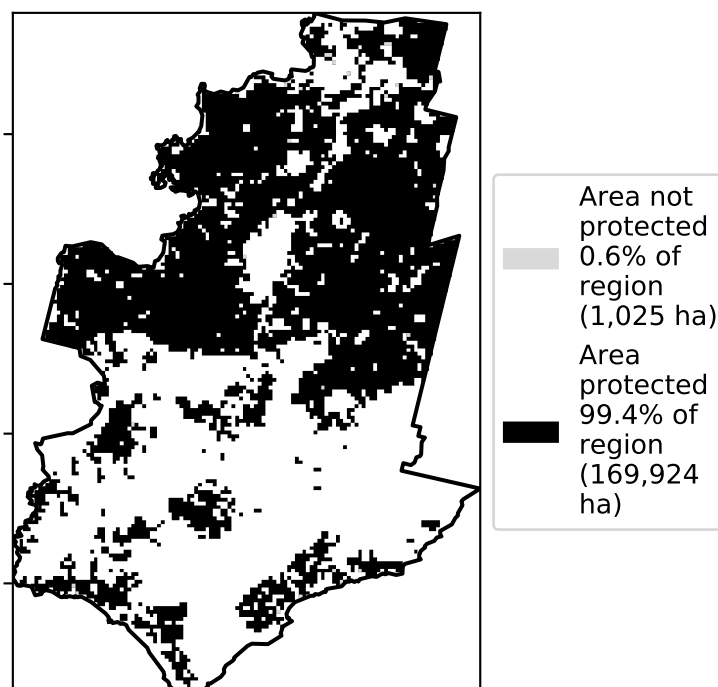 Area not
protected
0.6% of
region
(1,025 ha)
Area
protected
99.4% of
region
(169,924
ha)